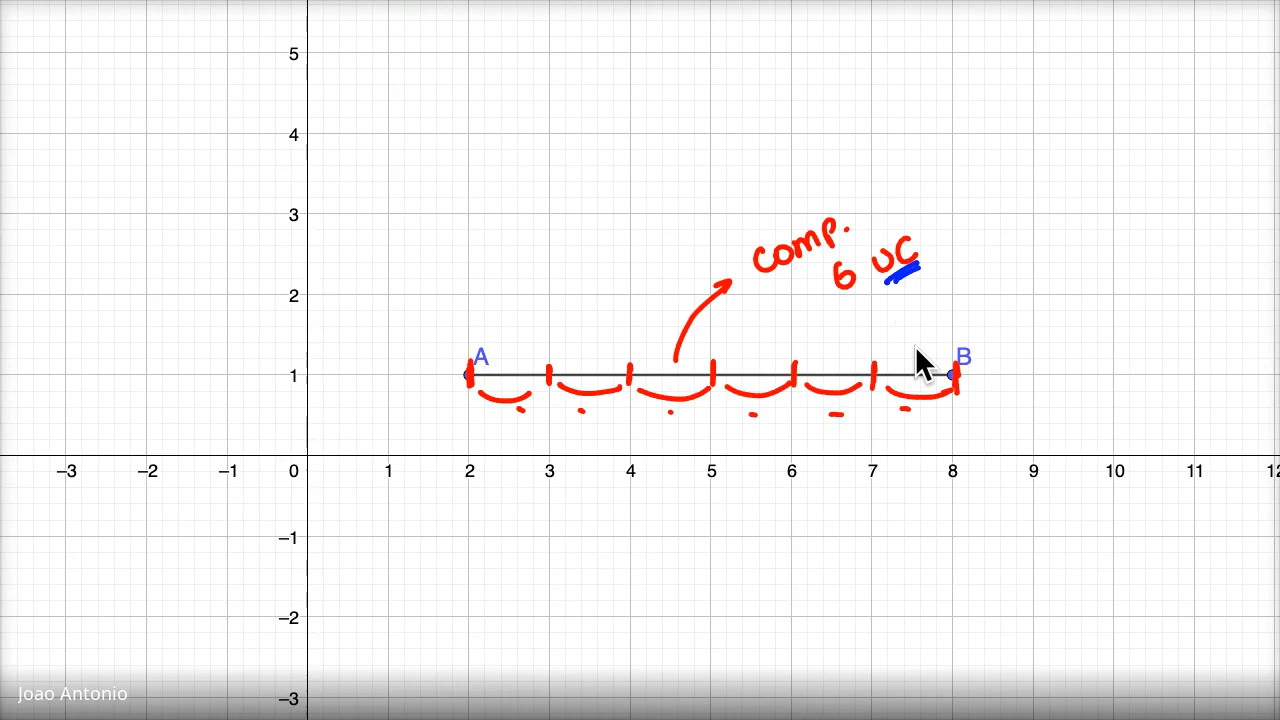 5
4
3
comp.
6 UC
2
A
B
1
–3 –2 –1 0 1 2 3 4 5 6 7 8 9 10 11 12
–1
–2
Joao Antonio
–3